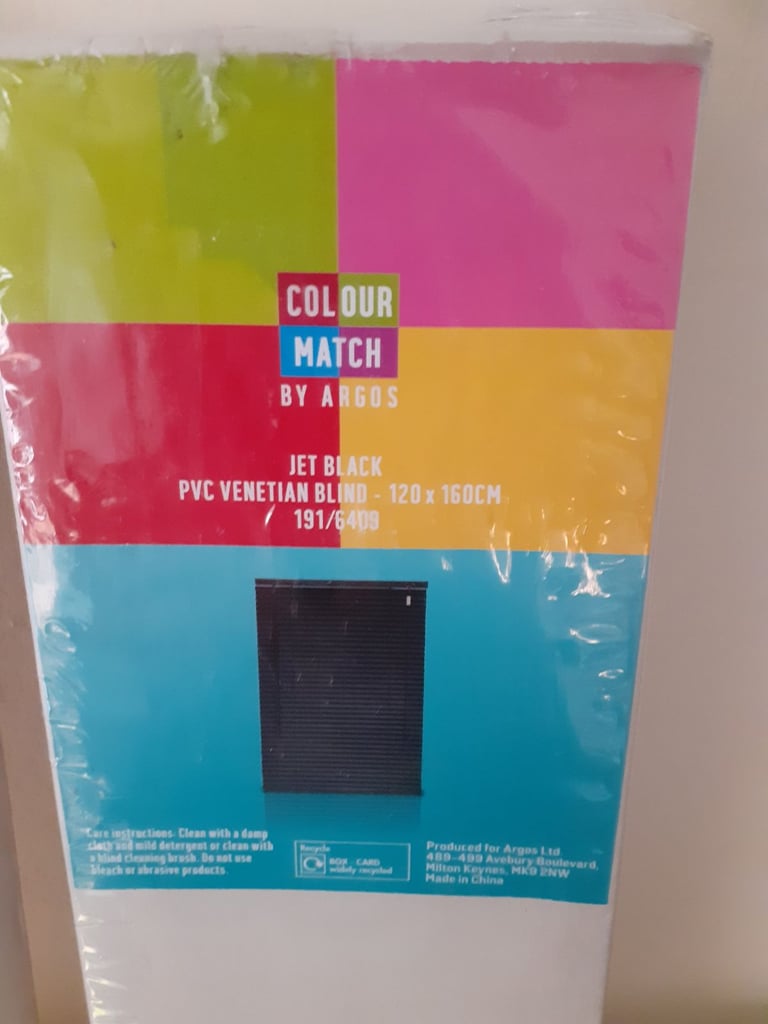 COLOUR
MATCH
BY ARGOS
JET BLACK
PVC VENETIAN BLIND - 120 x 160CM
191/6409
Care instructions: Clean with a damp
cloth and mild detergent or clean with
a blind cleaning brush. Do not use
bleach or abrasive products.
Recycle
BOX - CARD
widely recycled
Produced for Argos Ltd
489-499 Avebury Boulevard,
Milton Keynes, MK9 2NW
Made in China